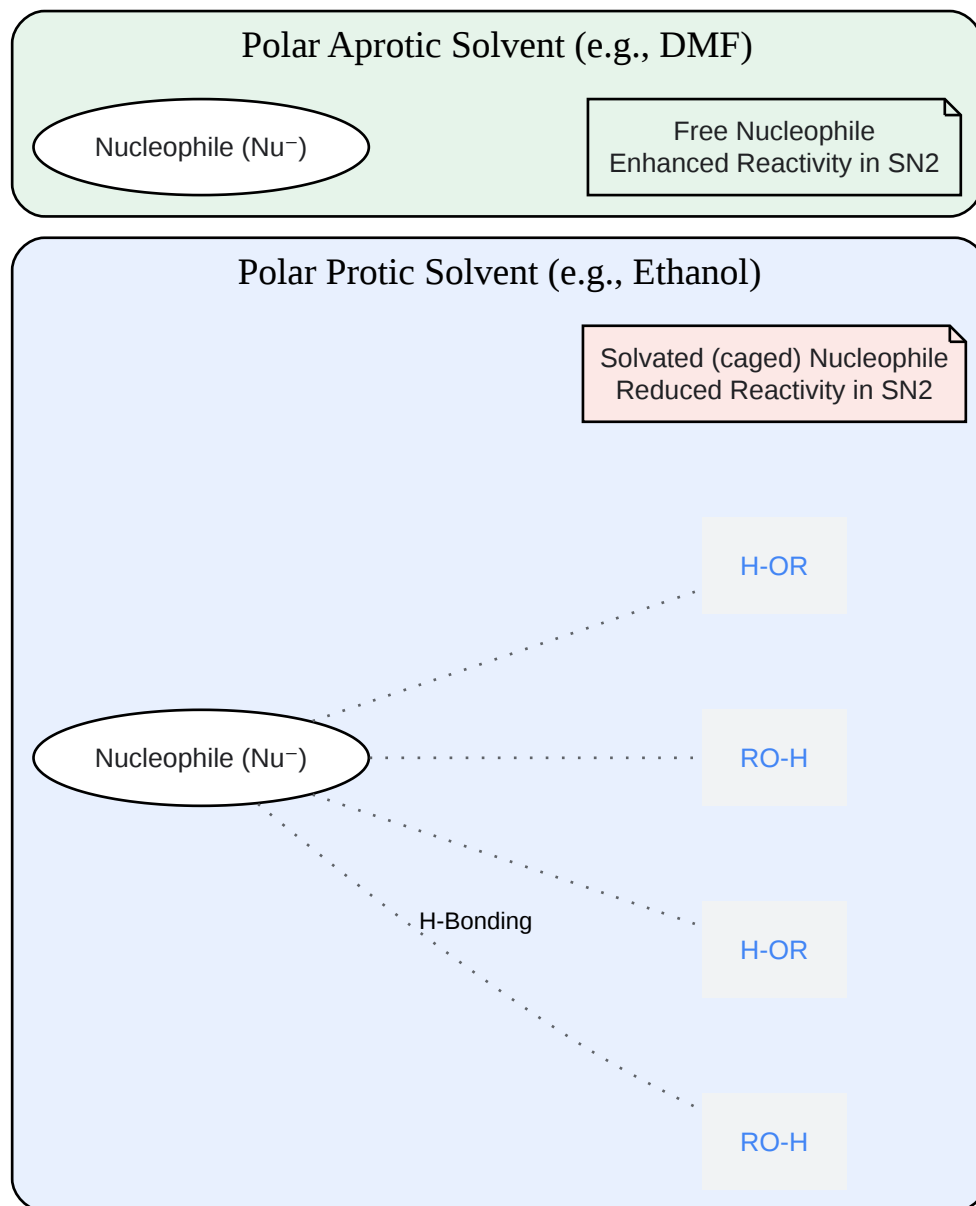 Polar Aprotic Solvent (e.g., DMF)
Nucleophile (Nu⁻)
Free Nucleophile
Enhanced Reactivity in SN2
Polar Protic Solvent (e.g., Ethanol)
Solvated (caged) Nucleophile
Reduced Reactivity in SN2
H-OR
Nucleophile (Nu⁻)
RO-H
H-Bonding
H-OR
RO-H